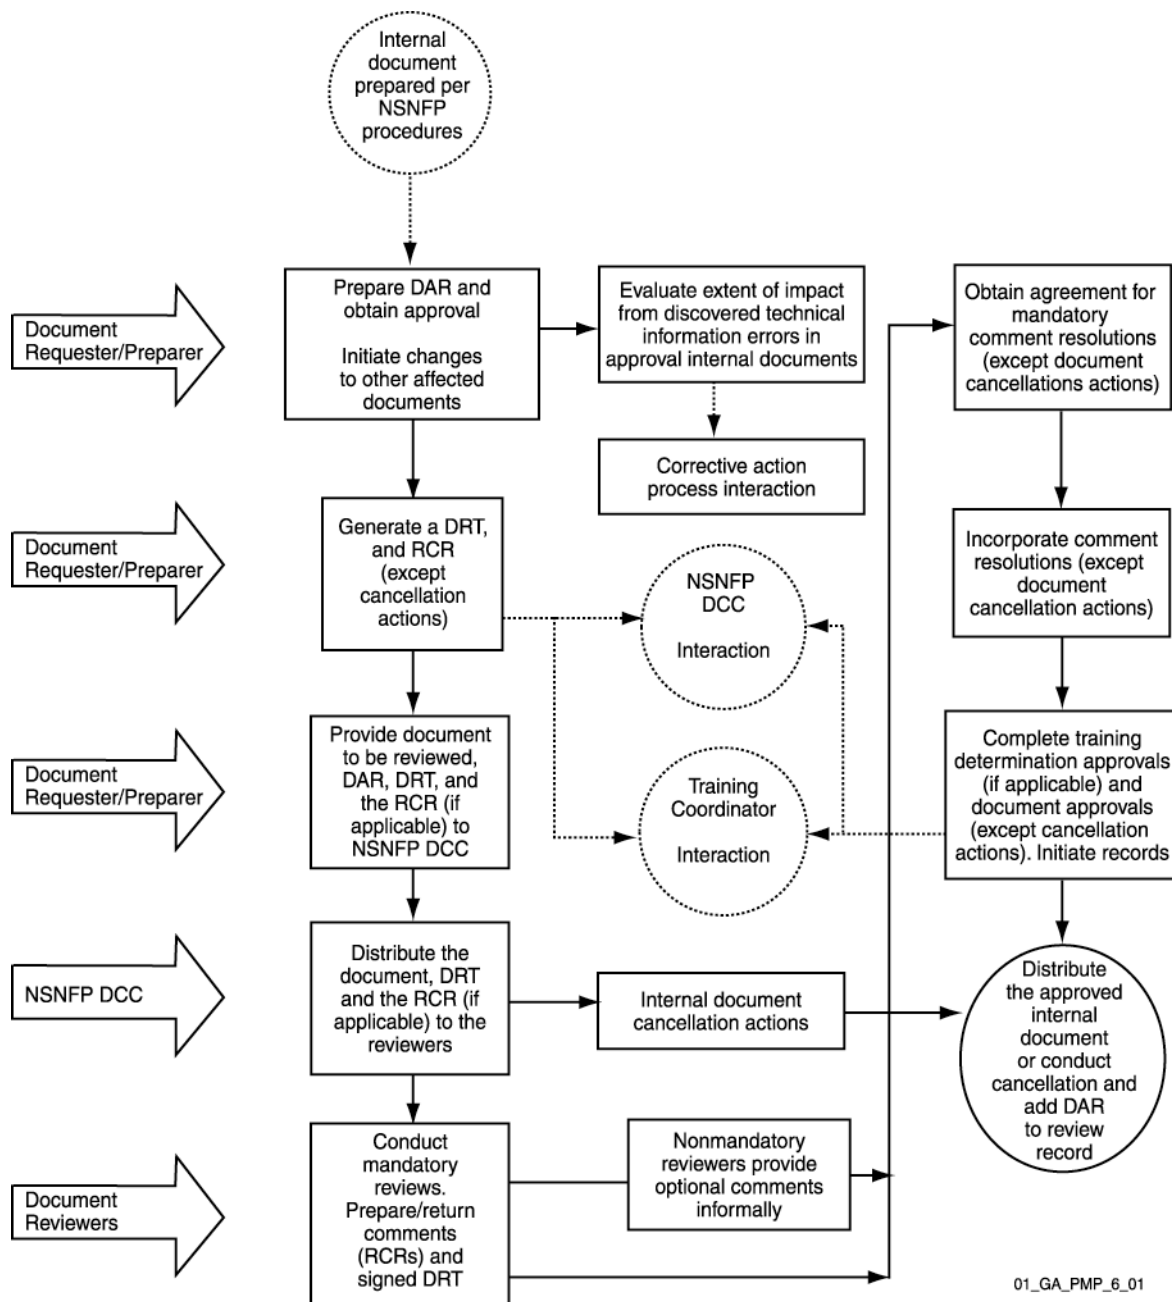 Internal
document
prepared per
NSNFP
procedures
Document
Requester/Preparer
Prepare DAR and
obtain approval
Initiate changes
to other affected
documents
Evaluate extent of impact
from discovered technical
information errors in
approval internal documents
Obtain agreement for
mandatory
comment resolutions
(except document
cancellations actions)
Corrective action
process interaction
Document
Requester/Preparer
Generate a DRT,
and RCR
(except
cancellation
actions)
NSNFP
DCC
Interaction
Incorporate comment
resolutions (except
document
cancellation actions)
Document
Requester/Preparer
Provide document
to be reviewed,
DAR, DRT, and
the RCR (if
applicable) to
NSNFP DCC
Training
Coordinator
Interaction
Complete training
determination approvals
(if applicable) and
document approvals
(except cancellation
actions). Initiate records
NSNFP DCC
Distribute the
document, DRT
and the RCR (if
applicable) to the
reviewers
Internal document
cancellation actions
Distribute
the approved
internal
document
or conduct
cancellation and
add DAR
to review
record
Document
Reviewers
Conduct
mandatory
reviews.
Prepare/return
comments
(RCRs) and
signed DRT
Nonmandatory
reviewers provide
optional comments
informally
01_GA_PMP_6_01